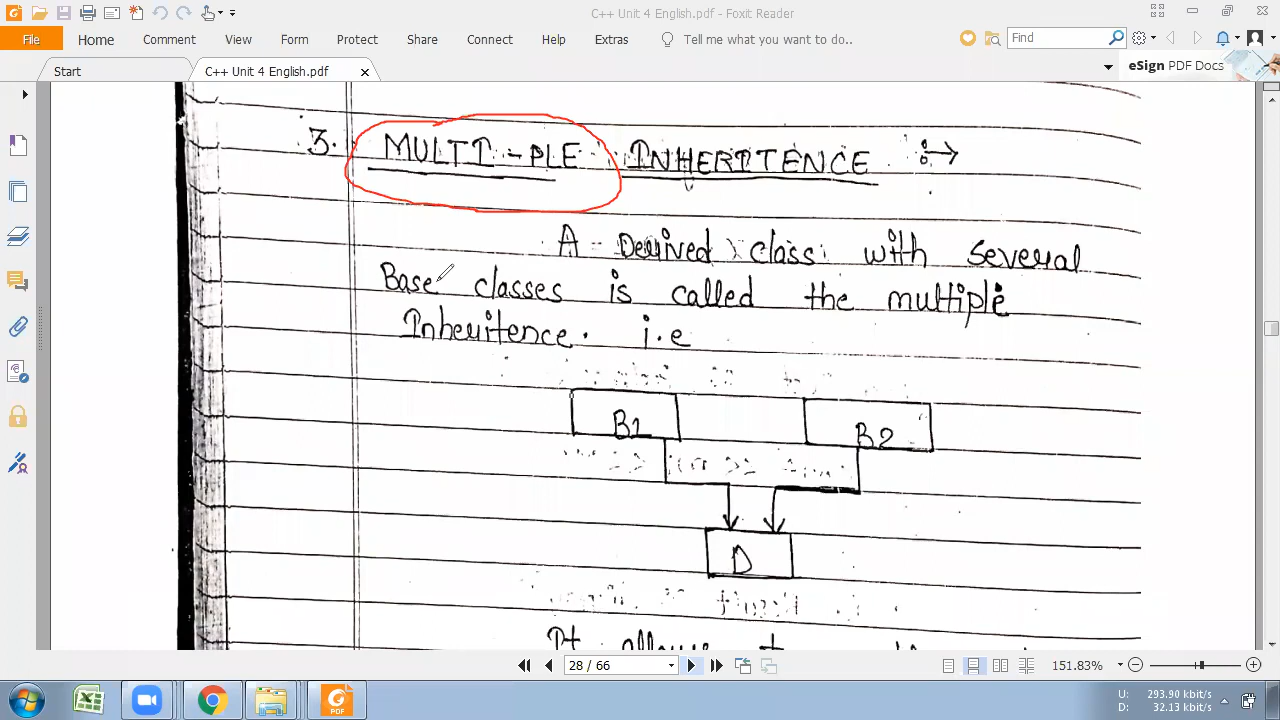 C++ Unit 4 English.pdf - Foxit Reader
File Home Comment View Form Protect Share Connect Help Extras Tell me what you want to do.. Find
Start C++ Unit 4 English.pdf eSign PDF Docs
3. MULTI-PLE INHERITENCE :→
A Derived class with several
Base classes is called the multiple
Inheritence. i.e
B1 B2
D
It allows
28 / 66 151.83%
U: 293.90 kbit/s
D: 32.13 kbit/s